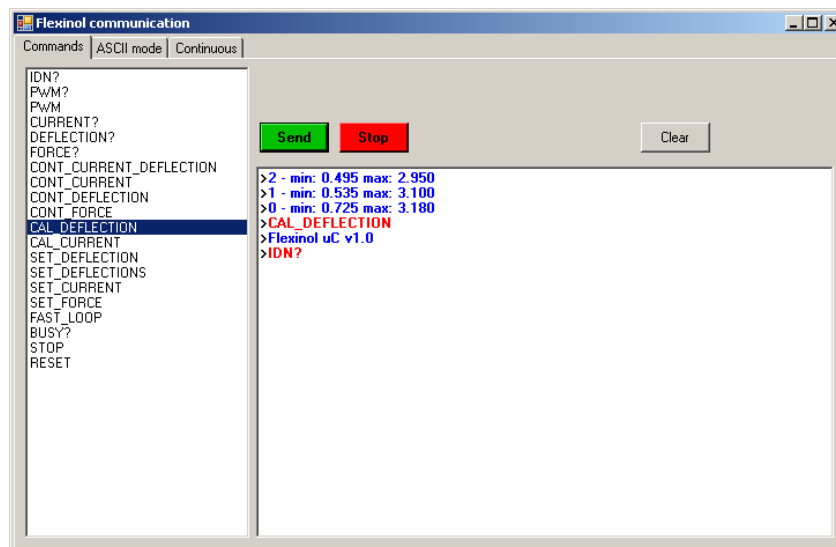 Flexinol communication
Commands ASCII mode Continuous
IDN?
PWM?
PWM
CURRENT?
DEFLECTION?
FORCE?
CONT_CURRENT_DEFLECTION
CONT_CURRENT
CONT_DEFLECTION
CONT_FORCE
CAL_DEFLECTION
CAL_CURRENT
SET_DEFLECTION
SET_DEFLECTIONS
SET_CURRENT
SET_FORCE
FAST_LOOP
BUSY?
STOP
RESET
Send Stop Clear
>2 - min: 0.495 max: 2.950
>1 - min: 0.535 max: 3.100
>0 - min: 0.725 max: 3.180
>CAL_DEFLECTION
>Flexinol uC v1.0
>IDN?